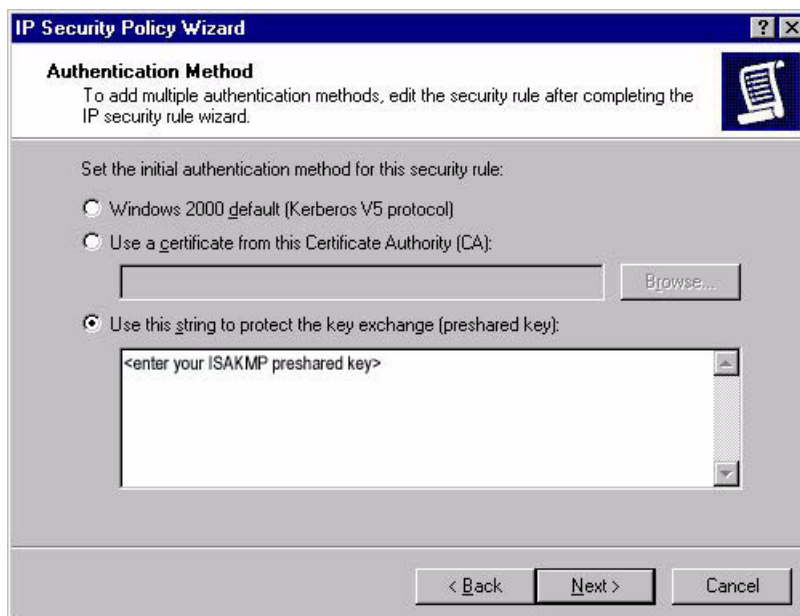 IP Security Policy Wizard
Authentication Method
To add multiple authentication methods, edit the security rule after completing the
IP security rule wizard.
Set the initial authentication method for this security rule:
Windows 2000 default (Kerberos V5 protocol)
Use a certificate from this Certificate Authority (CA):
Browse...
Use this string to protect the key exchange (preshared key):
<enter your ISAKMP preshared key>
< Back Next > Cancel